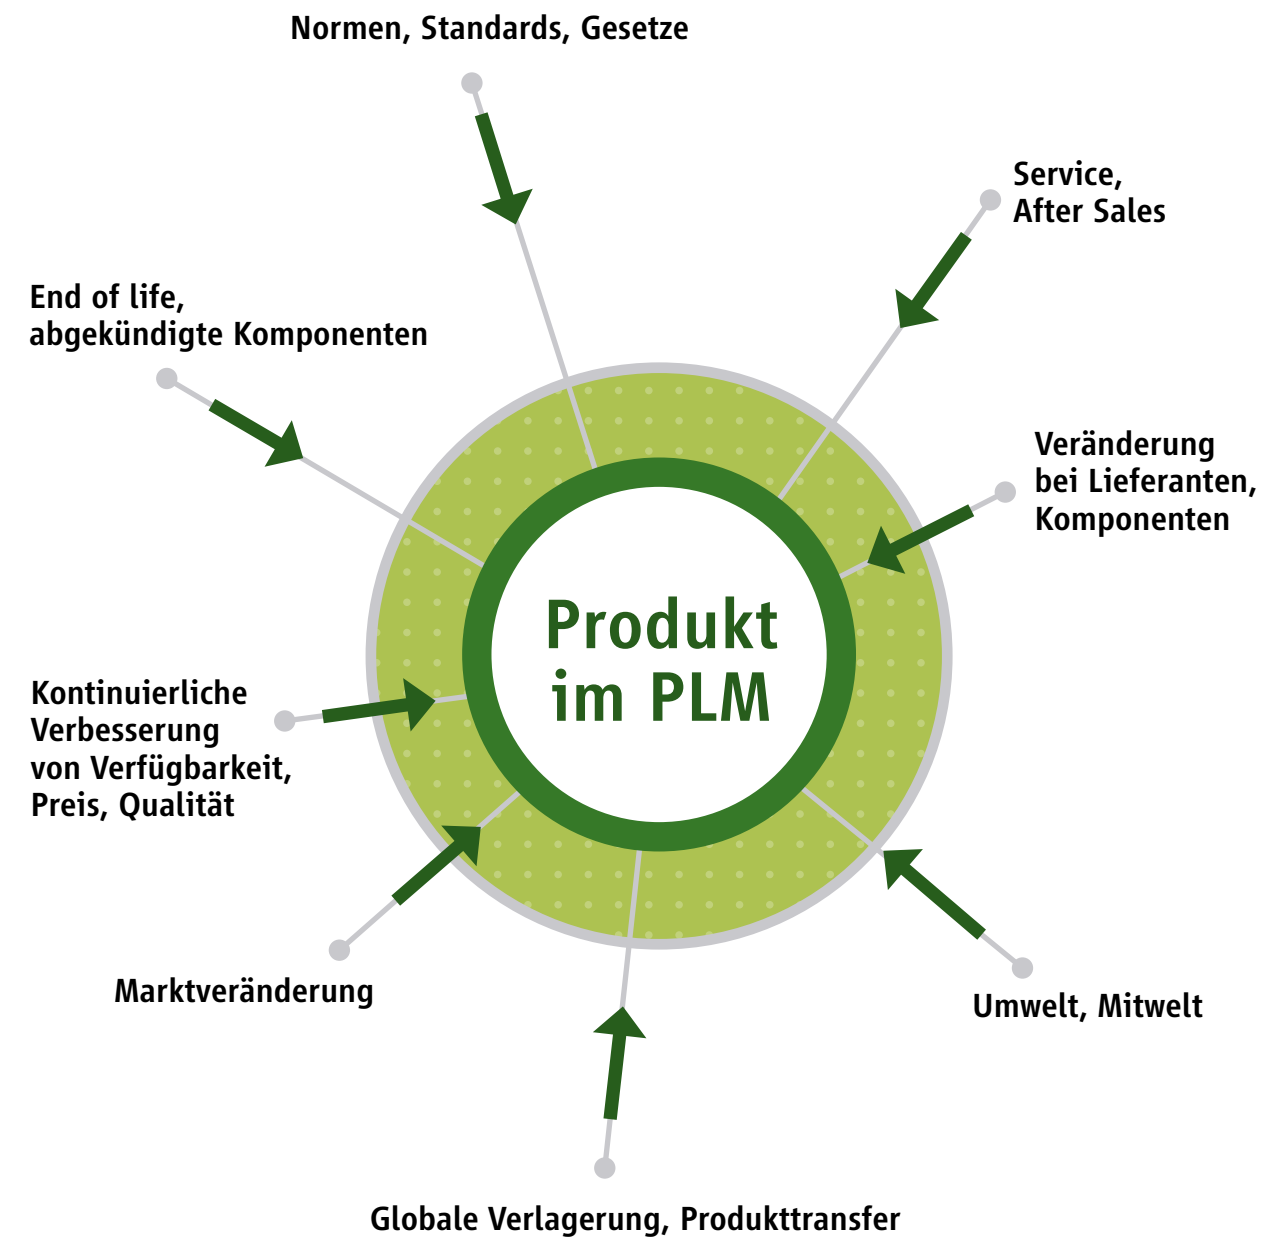 Normen, Standards, Gesetze
Service,
After Sales
End of life,
abgekündigte Komponenten
Veränderung
bei Lieferanten,
Komponenten
Produkt
im PLM
Kontinuierliche
Verbesserung
von Verfügbarkeit,
Preis, Qualität
Marktveränderung
Umwelt, Mitwelt
Globale Verlagerung, Produkttransfer